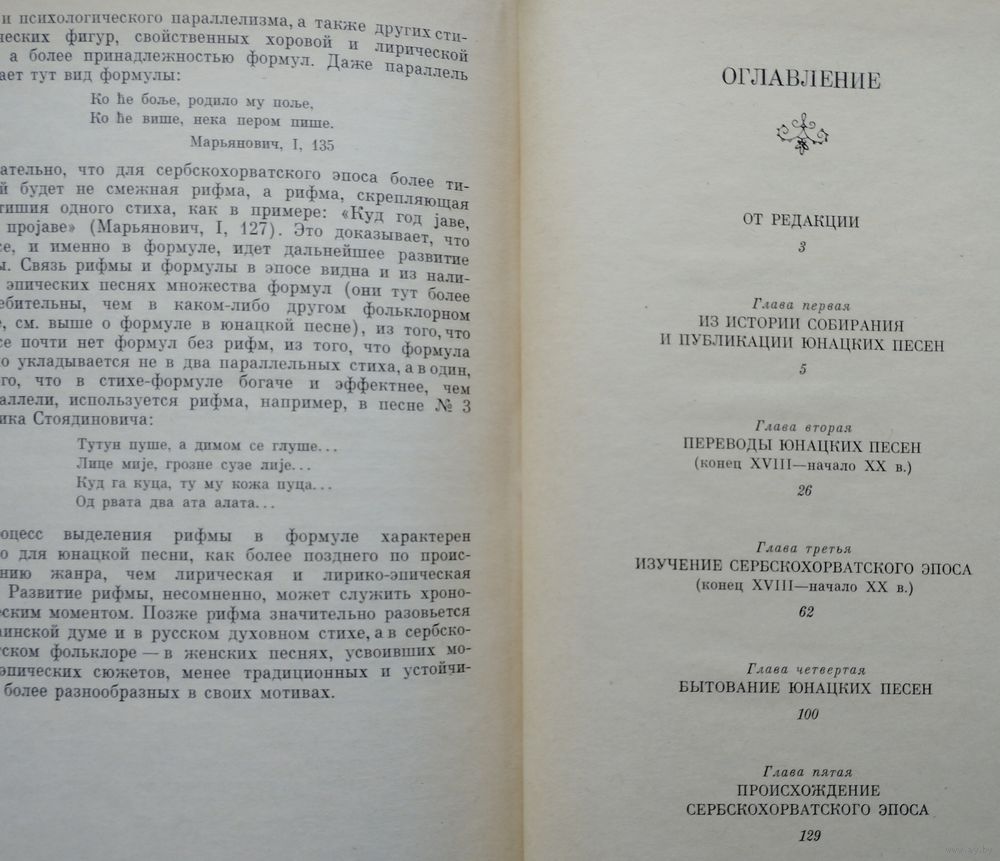 и психологического параллелизма, а также других сти-
ческих фигур, свойственных хоровой и лирической
а более принадлежностью формул. Даже параллель
ает тут вид формулы:
Ко ће боље, родило му поље,
Ко ће више, нека пером пише.
Марьянович, I, 135
ательно, что для сербскохорватского эпоса более ти-
й будет не смежная рифма, а рифма, скрепляющая
тишия одного стиха, как в примере: «Куд год јаве,
пројаве» (Марьянович, I, 127). Это доказывает, что
се, и именно в формуле, идет дальнейшее развитие
ы. Связь рифмы и формулы в эпосе видна и из нали-
эпических песнях множества формул (они тут более
ебительны, чем в каком-либо другом фольклорном
е, см. выше о формуле в юнацкой песне), из того, что
се почти нет формул без рифм, из того, что формула
о укладывается не в два параллельных стиха, а в один,
го, что в стихе-формуле богаче и эффектнее, чем
аллели, используется рифма, например, в песне № 3
ика Стоядиновича:
Тутун пуше, а димом се глуше...
Лице мије, грозне сузе лије...
Куд га куца, ту му кожа пуца...
Од рвата два ата алата...
оцесс выделения рифмы в формуле характерен
о для юнацкой песни, как более позднего по проис-
нию жанра, чем лирическая и лирико-эпическая
Развитие рифмы, несомненно, может служить хроно-
еским моментом. Позже рифма значительно разовьется
аинской думе и в русском духовном стихе, а в сербско-
тском фольклоре — в женских песнях, усвоивших мо-
эпических сюжетов, менее традиционных и устойчи-
более разнообразных в своих мотивах.
ОГЛАВЛЕНИЕ
ОТ РЕДАКЦИИ
3
Глава первая
ИЗ ИСТОРИИ СОБИРАНИЯ
И ПУБЛИКАЦИИ ЮНАЦКИХ ПЕСЕН
5
Глава вторая
ПЕРЕВОДЫ ЮНАЦКИХ ПЕСЕН
(конец XVIII—начало XX в.)
26
Глава третья
ИЗУЧЕНИЕ СЕРБСКОХОРВАТСКОГО ЭПОСА
(конец XVIII—начало XX в.)
62
Глава четвертая
БЫТОВАНИЕ ЮНАЦКИХ ПЕСЕН
100
Глава пятая
ПРОИСХОЖДЕНИЕ
СЕРБСКОХОРВАТСКОГО ЭПОСА
129
www.ay.by